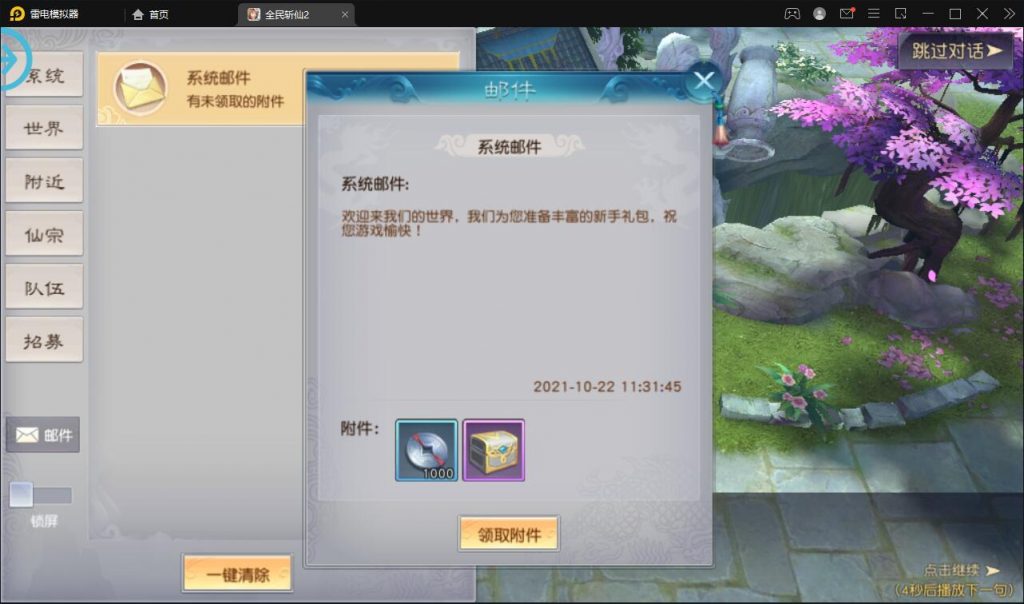 雷电模拟器
首页
全民斩仙2
系统
世界
附近
仙宗
队伍
招募
邮件
锁屏
系统邮件
有未领取的附件
一键清除
邮件
系统邮件
系统邮件:
欢迎来我们的世界，我们为您准备丰富的新手礼包，祝
您游戏愉快！
2021-10-22 11:31:45
附件:
1000
领取附件
跳过对话
点击继续
(4秒后播放下一句)